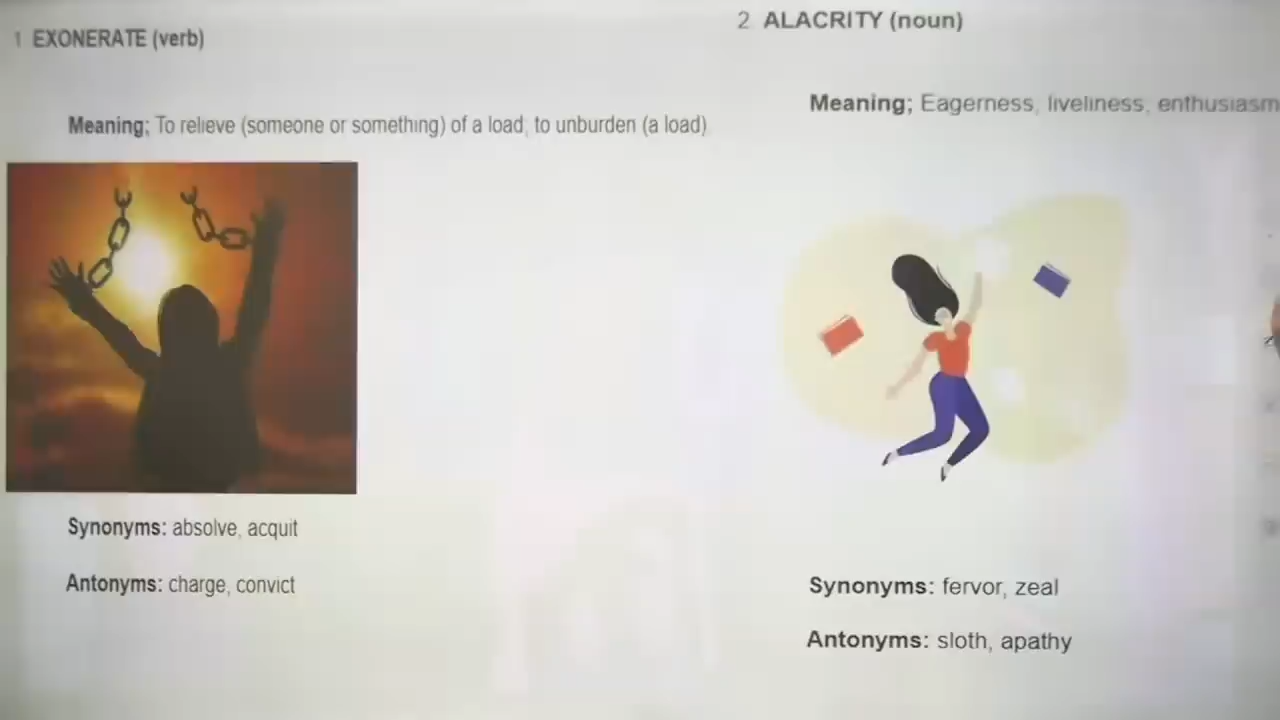 1 EXONERATE (verb)
Meaning; To relieve (someone or something) of a load; to unburden (a load)
Synonyms: absolve, acquit
Antonyms: charge, convict
2 ALACRITY (noun)
Meaning; Eagerness, liveliness, enthusiasm
Synonyms: fervor, zeal
Antonyms: sloth, apathy